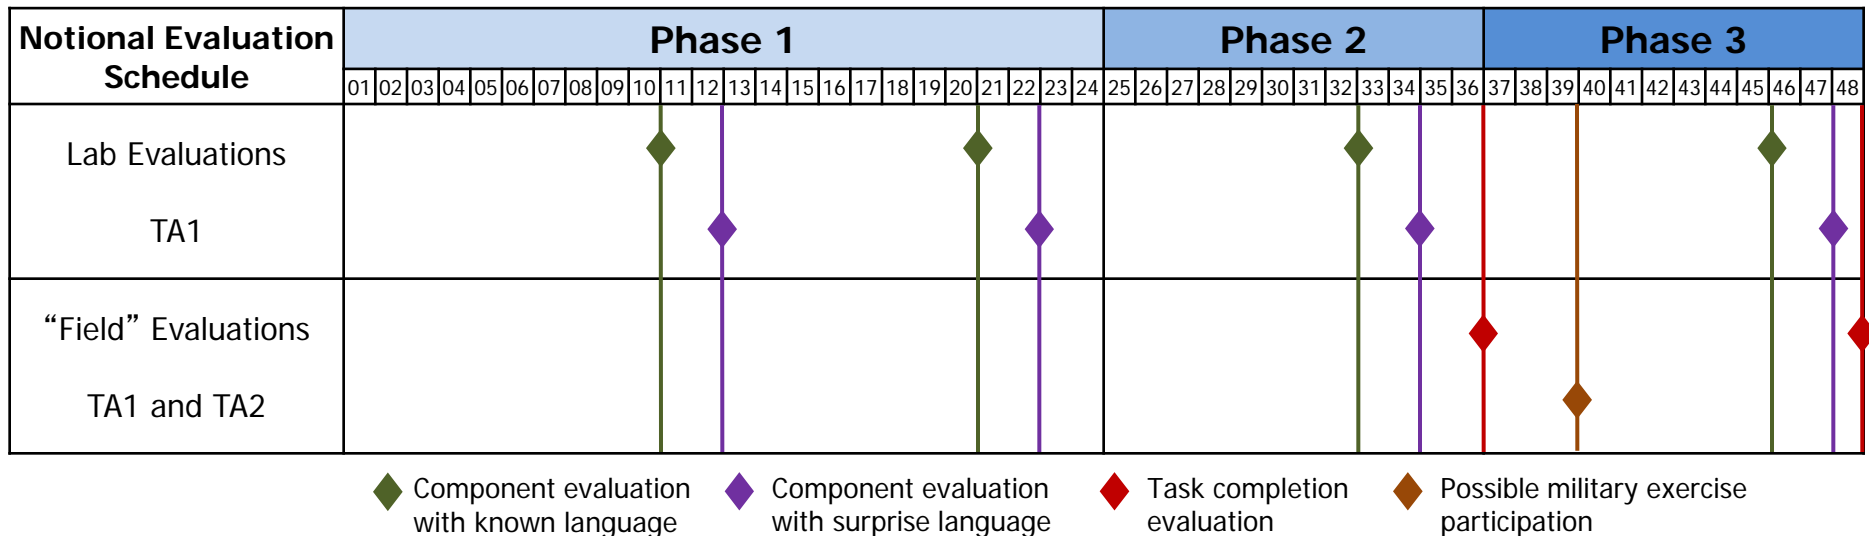 Notional Evaluation
Schedule
Phase 1
Phase 2
Phase 3
01 02 03 04 05 06 07 08 09 10 11 12 13 14 15 16 17 18 19 20 21 22 23 24 25 26 27 28 29 30 31 32 33 34 35 36 37 38 39 40 41 42 43 44 45 46 47 48
Lab Evaluations
TA1
“Field” Evaluations
TA1 and TA2
Component evaluation
with known language
Component evaluation
with surprise language
Task completion
evaluation
Possible military exercise
participation